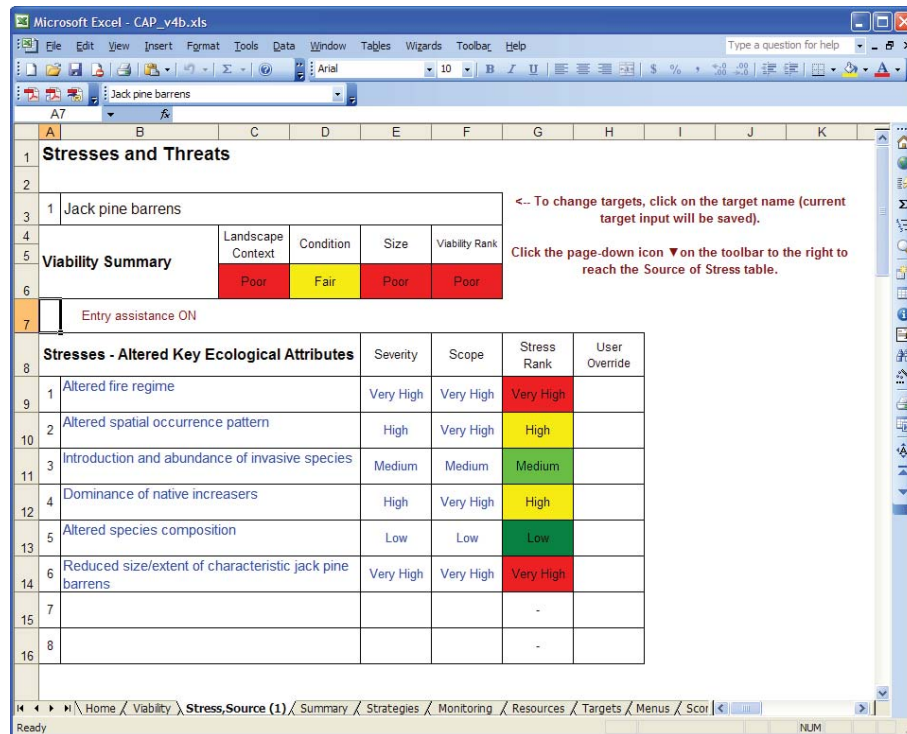 Microsoft Excel - CAP_v4b.xls
File Edit View Insert Format Tools Data Window Tables Wizards Toolbar Help Type a question for help
Arial 10 B I U $ % ,
Jack pine barrens
A7 fx
A B C D E F G H I J K
1 Stresses and Threats
2
3 1 Jack pine barrens
<-- To change targets, click on the target name (current
target input will be saved).
Click the page-down icon ▼on the toolbar to the right to
reach the Source of Stress table.
4
5
Viability Summary
Landscape
Context
Condition Size Viability Rank
6 Poor Fair Poor Poor
7 Entry assistance ON
8 Stresses - Altered Key Ecological Attributes Severity Scope
Stress
Rank
User
Override
9 1 Altered fire regime Very High Very High Very High
10 2 Altered spatial occurrence pattern High Very High High
11 3 Introduction and abundance of invasive species Medium Medium Medium
12 4 Dominance of native increasers High Very High High
13 5 Altered species composition Low Low Low
14 6 Reduced size/extent of characteristic jack pine
barrens
Very High Very High Very High
15 7 -
16 8 -
Home / Viability \ Stress,Source (1) / Summary / Strategies / Monitoring / Resources / Targets / Menus / Scor
Ready NUM